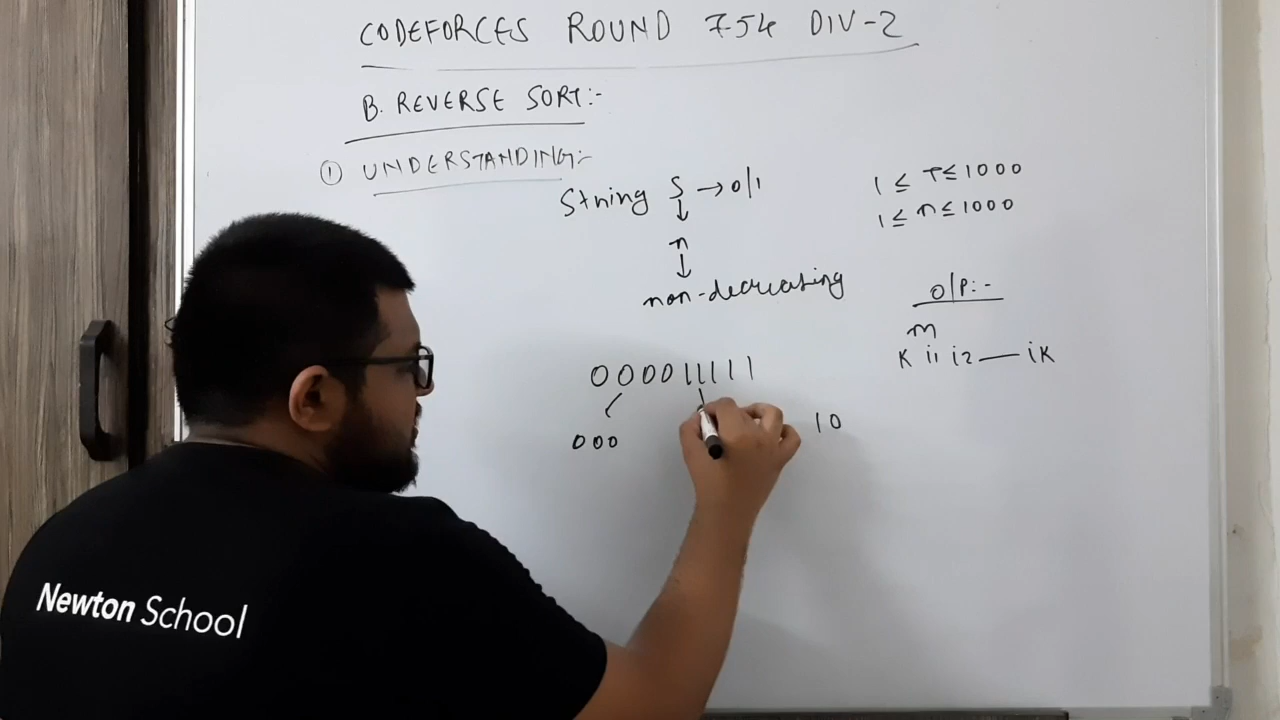 CODEFORCES ROUND 754 DIV-2
B. REVERSE SORT:-
① UNDERSTANDING:-
String S → 0/1
↓
n
↓
non-decreasing
1 ≤ T ≤ 1000
1 ≤ n ≤ 1000
O/P:-
m
K i1 i2 — iK
000011111
000
10
Newton School